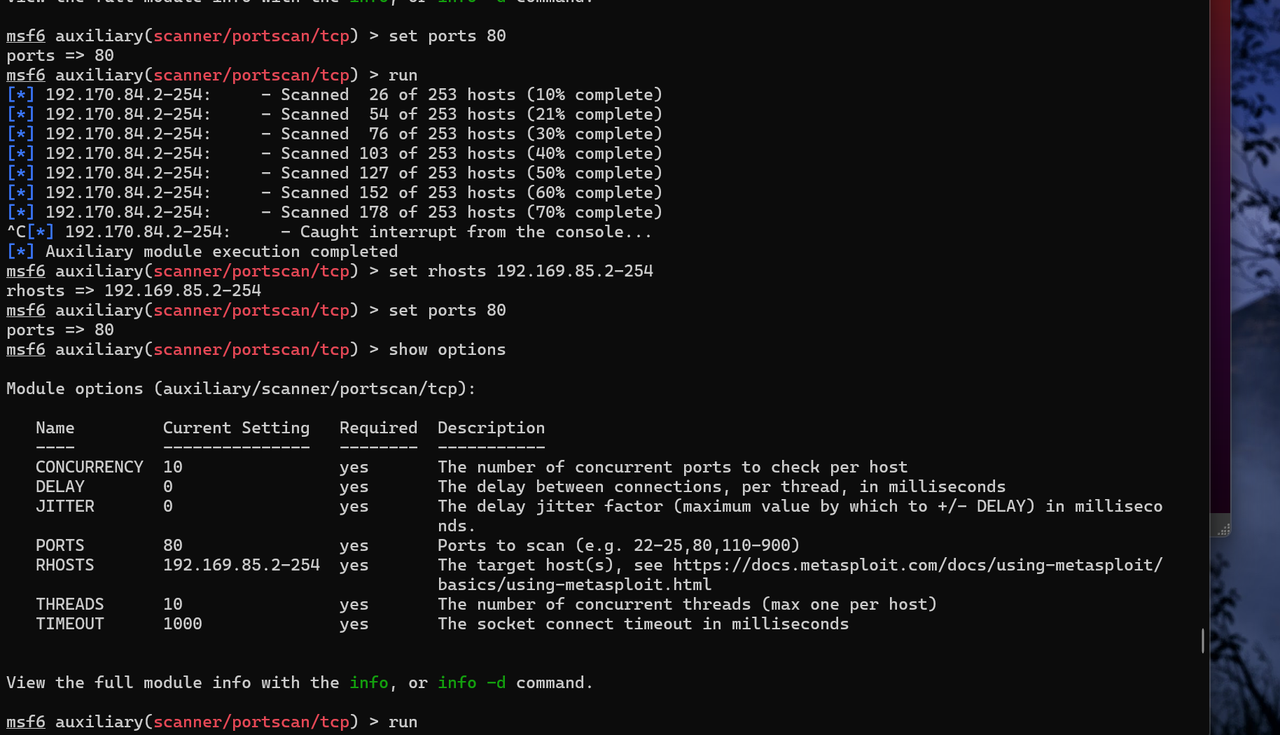 View the full module info with the info, or info -d command.
msf6 auxiliary(scanner/portscan/tcp) > set ports 80
ports => 80
msf6 auxiliary(scanner/portscan/tcp) > run
[*] 192.170.84.2-254:     - Scanned  26 of 253 hosts (10% complete)
[*] 192.170.84.2-254:     - Scanned  54 of 253 hosts (21% complete)
[*] 192.170.84.2-254:     - Scanned  76 of 253 hosts (30% complete)
[*] 192.170.84.2-254:     - Scanned 103 of 253 hosts (40% complete)
[*] 192.170.84.2-254:     - Scanned 127 of 253 hosts (50% complete)
[*] 192.170.84.2-254:     - Scanned 152 of 253 hosts (60% complete)
[*] 192.170.84.2-254:     - Scanned 178 of 253 hosts (70% complete)
^C[*] 192.170.84.2-254:     - Caught interrupt from the console...
[*] Auxiliary module execution completed
msf6 auxiliary(scanner/portscan/tcp) > set rhosts 192.169.85.2-254
rhosts => 192.169.85.2-254
msf6 auxiliary(scanner/portscan/tcp) > set ports 80
ports => 80
msf6 auxiliary(scanner/portscan/tcp) > show options
Module options (auxiliary/scanner/portscan/tcp):
   Name         Current Setting   Required  Description
   ----         ---------------   --------  -----------
   CONCURRENCY  10                yes       The number of concurrent ports to check per host
   DELAY        0                 yes       The delay between connections, per thread, in milliseconds
   JITTER       0                 yes       The delay jitter factor (maximum value by which to +/- DELAY) in milliseco
                                            nds.
   PORTS        80                yes       Ports to scan (e.g. 22-25,80,110-900)
   RHOSTS       192.169.85.2-254  yes       The target host(s), see https://docs.metasploit.com/docs/using-metasploit/
                                            basics/using-metasploit.html
   THREADS      10                yes       The number of concurrent threads (max one per host)
   TIMEOUT      1000              yes       The socket connect timeout in milliseconds
View the full module info with the info, or info -d command.
msf6 auxiliary(scanner/portscan/tcp) > run